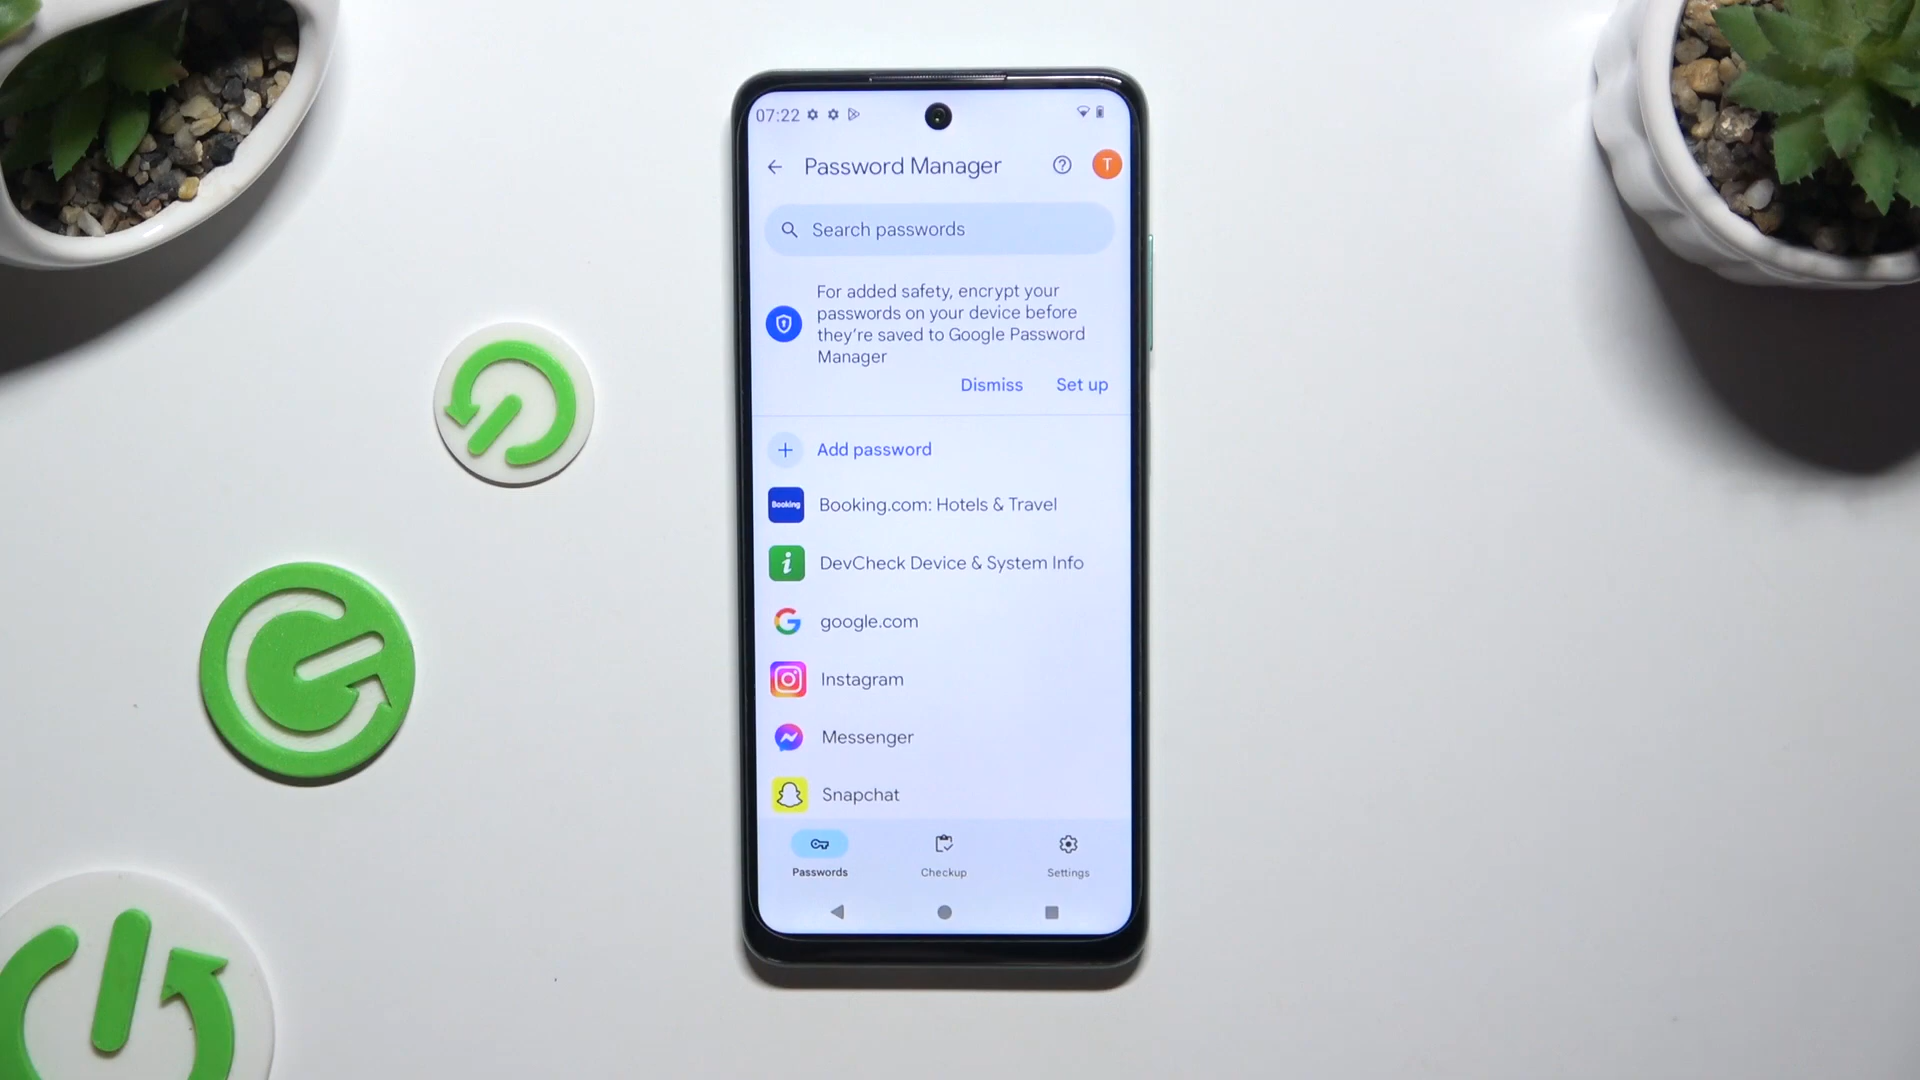 07:22
Password Manager
T
Search passwords
For added safety, encrypt your
passwords on your device before
they're saved to Google Password
Manager
Dismiss Set up
Add password
Booking Booking.com: Hotels & Travel
i DevCheck Device & System Info
G google.com
Instagram
Messenger
Snapchat
Passwords Checkup Settings